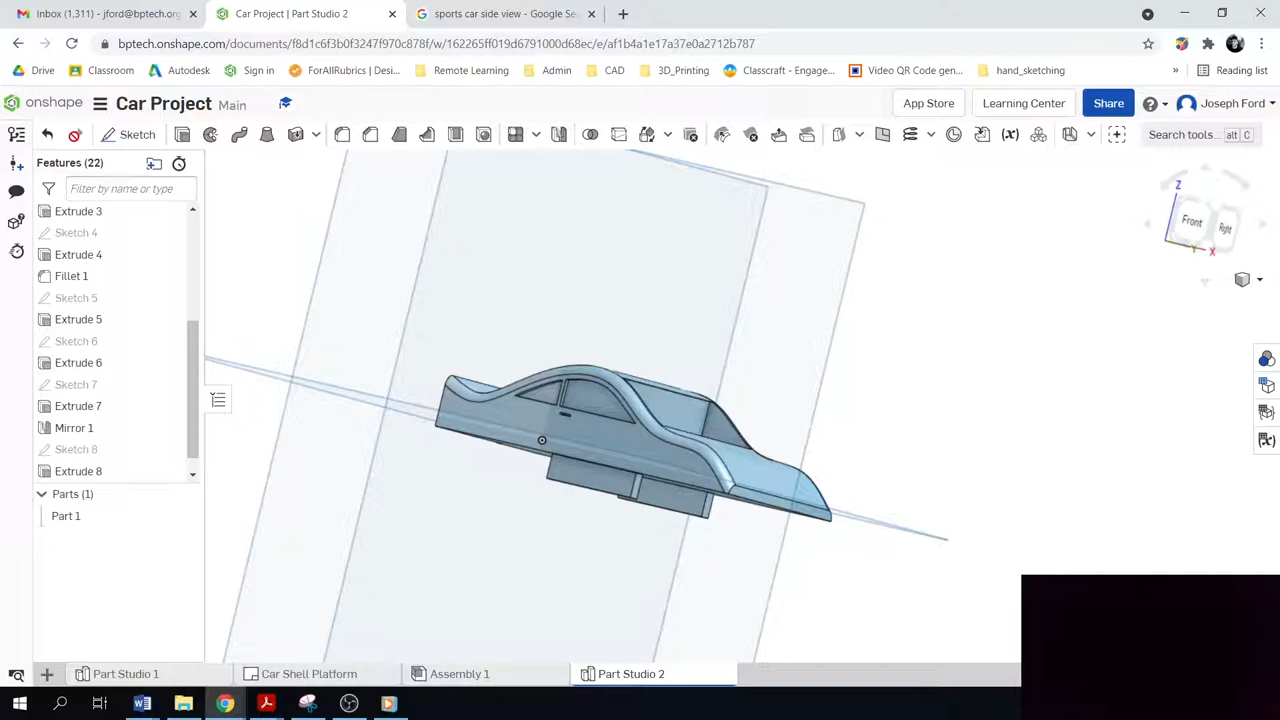 Inbox (1,311) - jford@bptech.org
Car Project | Part Studio 2
sports car side view - Google Se
bptech.onshape.com/documents/f8d1c6f3b0f3247f970c878f/w/162265ff019d6791000d68ec/e/af1b4a1e17a37e0a2712b787
Drive
Classroom
Autodesk
Sign in
ForAllRubrics | Desi...
Remote Learning
Admin
CAD
3D_Printing
Classcraft - Engage...
Video QR Code gen...
hand_sketching
»
Reading list
onshape
Car Project
Main
App Store
Learning Center
Share
Joseph Ford
Sketch
Search tools...
alt
C
Features (22)
Filter by name or type
Extrude 3
Sketch 4
Extrude 4
Fillet 1
Sketch 5
Extrude 5
Sketch 6
Extrude 6
Sketch 7
Extrude 7
Mirror 1
Sketch 8
Extrude 8
Parts (1)
Part 1
Z
Front
Right
Y
X
Part Studio 1
Car Shell Platform
Assembly 1
Part Studio 2